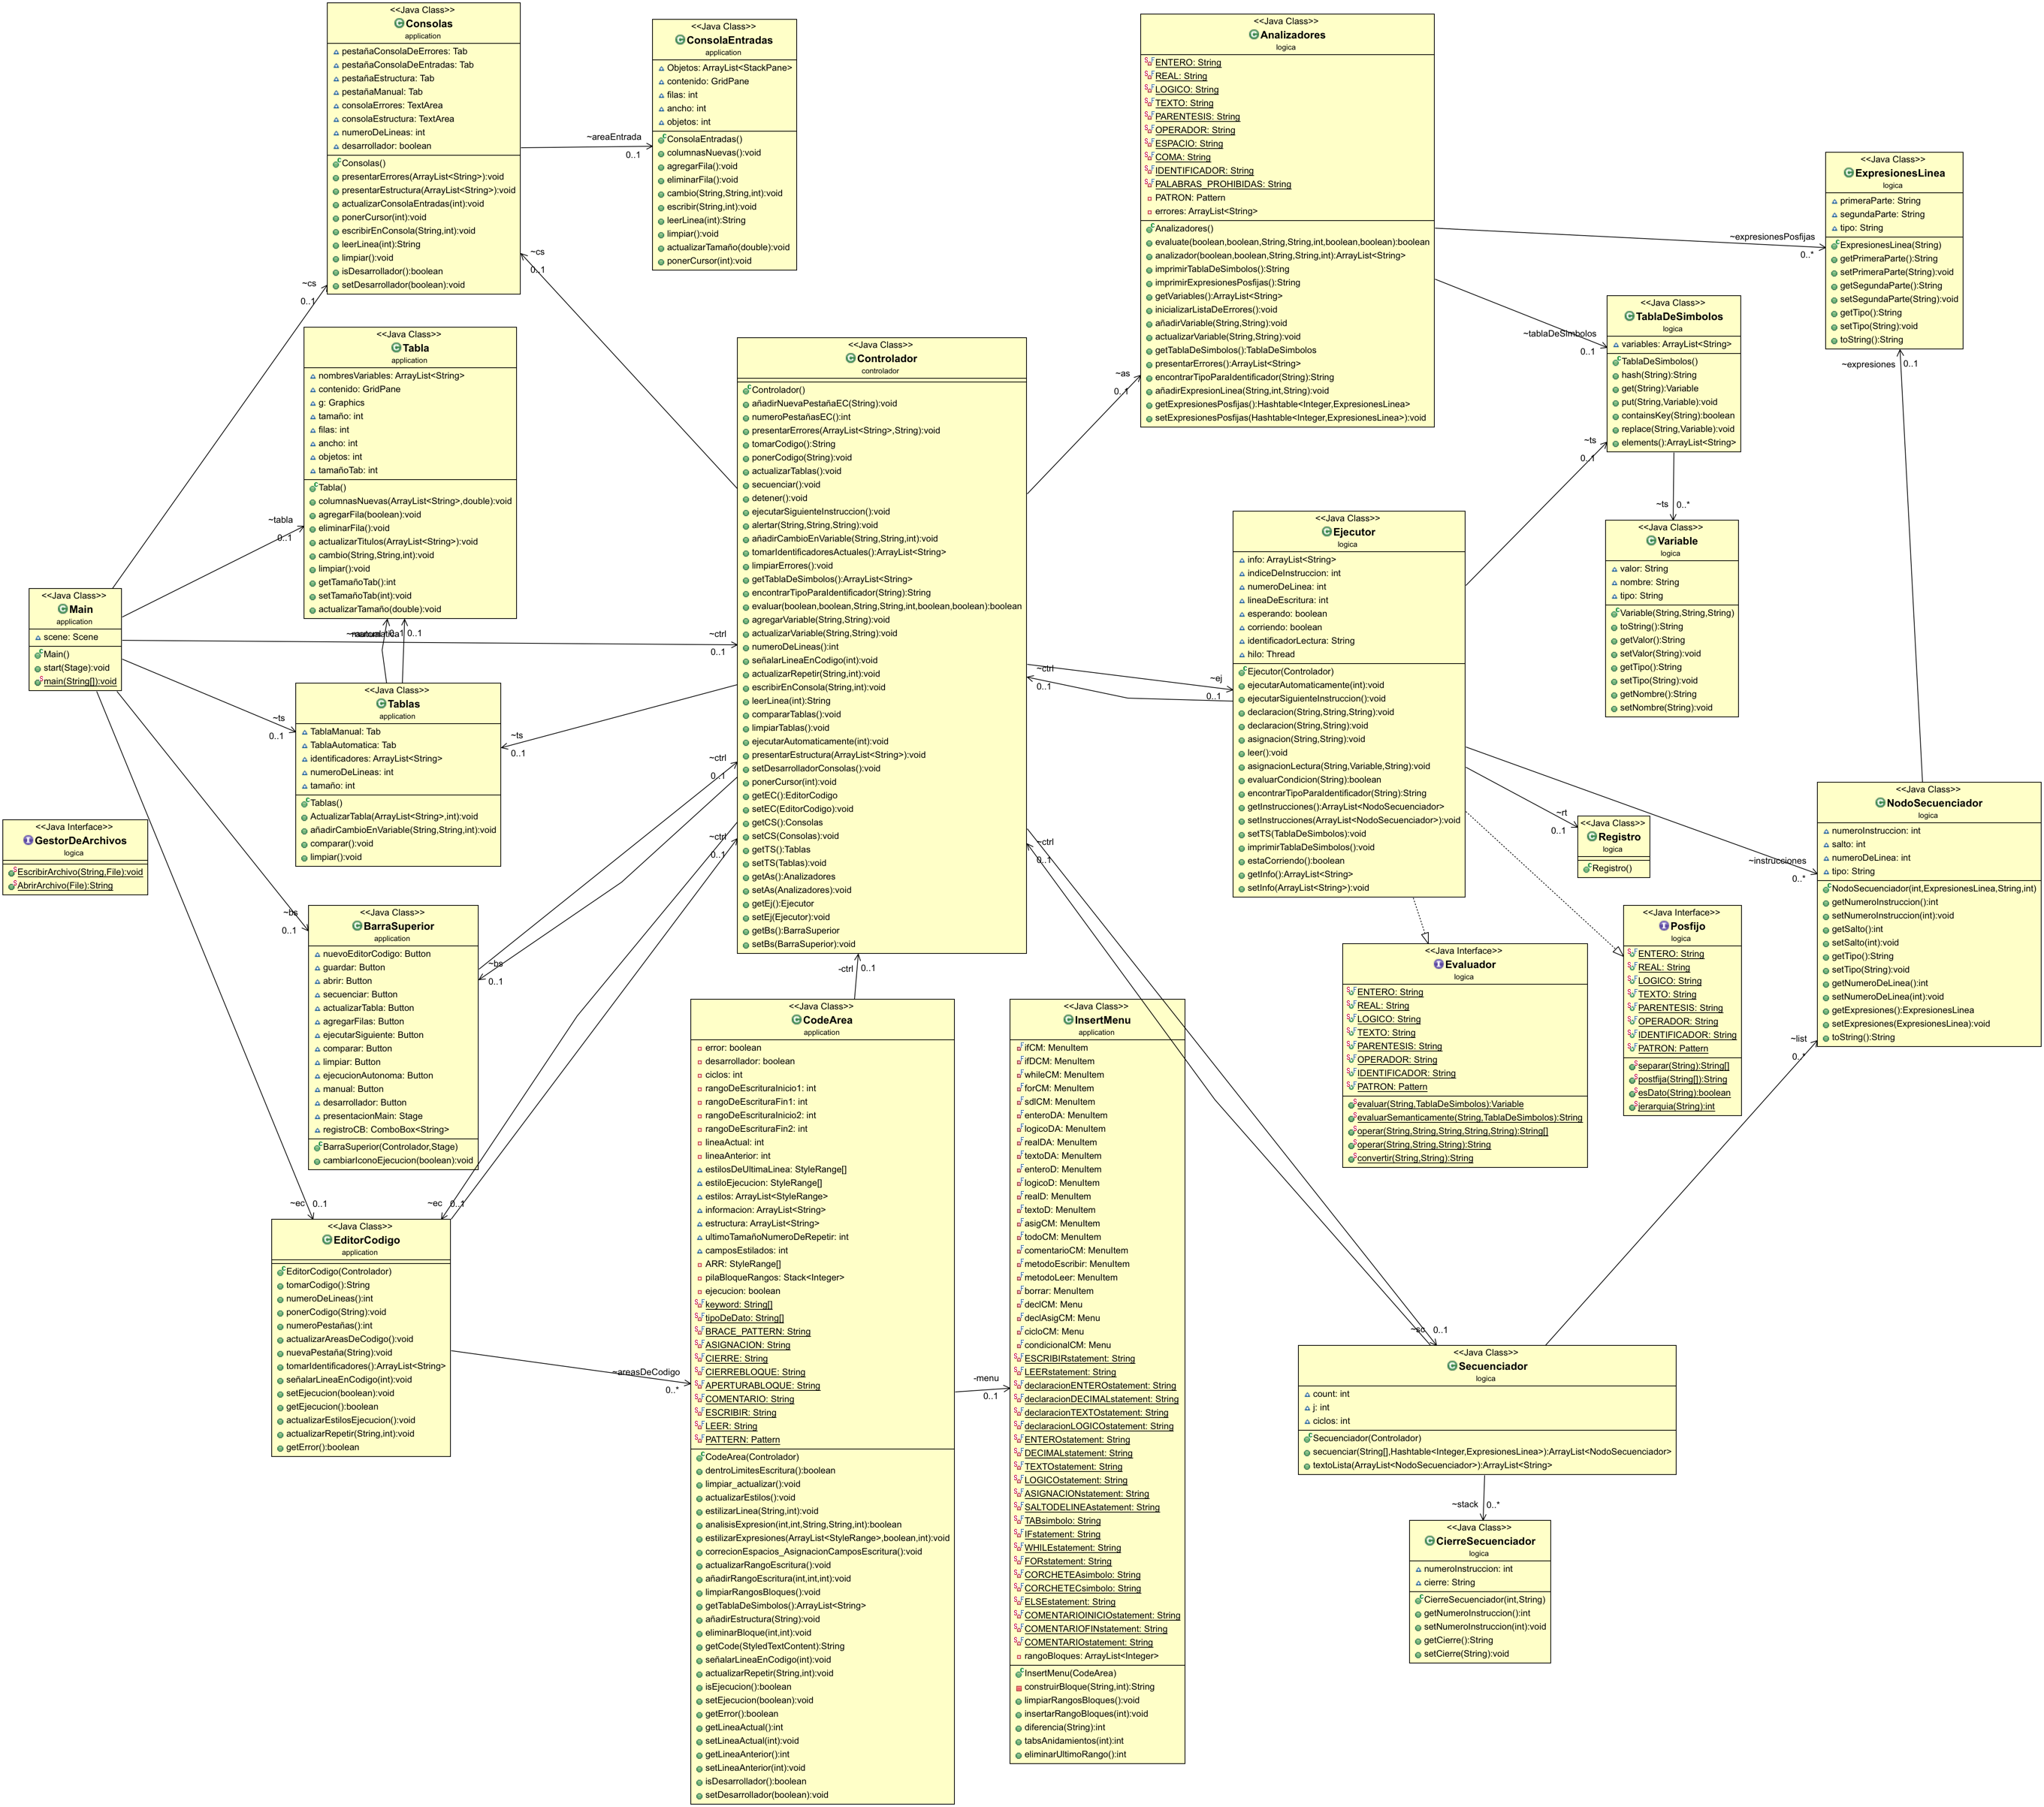 <<Java Class>>
Consolas
application
pestañaConsolaDeErrores: Tab
pestañaConsolaDeEntradas: Tab
pestañaEstructura: Tab
pestañaManual: Tab
consolaErrores: TextArea
consolaEstructura: TextArea
numeroDeLineas: int
desarrollador: boolean
Consolas()
presentarErrores(ArrayList<String>):void
presentarEstructura(ArrayList<String>):void
actualizarConsolaEntradas(int):void
ponerCursor(int):void
escribirEnConsola(String,int):void
leerLinea(int):String
limpiar():void
isDesarrollador():boolean
setDesarrollador(boolean):void
~areaEntrada
0..1
<<Java Class>>
ConsolaEntradas
application
Objetos: ArrayList<StackPane>
contenido: GridPane
filas: int
ancho: int
objetos: int
ConsolaEntradas()
columnasNuevas():void
agregarFila():void
eliminarFila():void
cambio(String,String,int):void
escribir(String,int):void
leerLinea(int):String
limpiar():void
actualizarTamaño(double):void
ponerCursor(int):void
<<Java Class>>
Analizadores
logica
ENTERO: String
REAL: String
LOGICO: String
TEXTO: String
PARENTESIS: String
OPERADOR: String
ESPACIO: String
COMA: String
IDENTIFICADOR: String
PALABRAS_PROHIBIDAS: String
PATRON: Pattern
errores: ArrayList<String>
Analizadores()
evaluate(boolean,boolean,String,String,int,boolean,boolean):boolean
analizador(boolean,boolean,String,String,int):ArrayList<String>
imprimirTablaDeSimbolos():String
imprimirExpresionesPosfijas():String
getVariables():ArrayList<String>
inicializarListaDeErrores():void
añadirVariable(String,String):void
actualizarVariable(String,String):void
getTablaDeSimbolos():TablaDeSimbolos
presentarErrores():ArrayList<String>
encontrarTipoParaIdentificador(String):String
añadirExpresionLinea(String,int,String):void
getExpresionesPosfijas():Hashtable<Integer,ExpresionesLinea>
setExpresionesPosfijas(Hashtable<Integer,ExpresionesLinea>):void
~expresionesPosfijas
0..*
~tablaDeSimbolos
0..1
<<Java Class>>
ExpresionesLinea
logica
primeraParte: String
segundaParte: String
tipo: String
ExpresionesLinea(String)
getPrimeraParte():String
setPrimeraParte(String):void
getSegundaParte():String
setSegundaParte(String):void
getTipo():String
setTipo(String):void
toString():String
~expresiones
0..1
<<Java Class>>
TablaDeSimbolos
logica
variables: ArrayList<String>
TablaDeSimbolos()
hash(String):String
get(String):Variable
put(String,Variable):void
containsKey(String):boolean
replace(String,Variable):void
elements():ArrayList<String>
~ts
0..*
<<Java Class>>
Variable
logica
valor: String
nombre: String
tipo: String
Variable(String,String,String)
toString():String
getValor():String
setValor(String):void
getTipo():String
setTipo(String):void
getNombre():String
setNombre(String):void
~cs
0..1
~cs
0..1
<<Java Class>>
Tabla
application
nombresVariables: ArrayList<String>
contenido: GridPane
g: Graphics
tamaño: int
filas: int
ancho: int
objetos: int
tamañoTab: int
Tabla()
columnasNuevas(ArrayList<String>,double):void
agregarFila(boolean):void
eliminarFila():void
actualizarTitulos(ArrayList<String>):void
cambio(String,String,int):void
limpiar():void
getTamañoTab():int
setTamañoTab(int):void
actualizarTamaño(double):void
~tabla
0..1
0..1
<<Java Class>>
Controlador
controlador
Controlador()
añadirNuevaPestañaEC(String):void
numeroPestañasEC():int
presentarErrores(ArrayList<String>,String):void
tomarCodigo():String
ponerCodigo(String):void
actualizarTablas():void
secuenciar():void
detener():void
ejecutarSiguienteInstruccion():void
alertar(String,String,String):void
añadirCambioEnVariable(String,String,int):void
tomarIdentificadoresActuales():ArrayList<String>
limpiarErrores():void
getTablaDeSimbolos():ArrayList<String>
encontrarTipoParaIdentificador(String):String
evaluar(boolean,boolean,String,String,int,boolean,boolean):boolean
agregarVariable(String,String):void
actualizarVariable(String,String):void
numeroDeLineas():int
señalarLineaEnCodigo(int):void
actualizarRepetir(String,int):void
escribirEnConsola(String,int):void
leerLinea(int):String
compararTablas():void
limpiarTablas():void
ejecutarAutomaticamente(int):void
presentarEstructura(ArrayList<String>):void
setDesarrolladorConsolas():void
ponerCursor(int):void
getEC():EditorCodigo
setEC(EditorCodigo):void
getCS():Consolas
setCS(Consolas):void
getTS():Tablas
setTS(Tablas):void
getAs():Analizadores
setAs(Analizadores):void
getEj():Ejecutor
setEj(Ejecutor):void
getBs():BarraSuperior
setBs(BarraSuperior):void
~as
0..1
~ts
0..1
<<Java Class>>
Ejecutor
logica
info: ArrayList<String>
indiceDeInstruccion: int
numeroDeLinea: int
lineaDeEscritura: int
esperando: boolean
corriendo: boolean
identificadorLectura: String
hilo: Thread
Ejecutor(Controlador)
ejecutarAutomaticamente(int):void
ejecutarSiguienteInstruccion():void
declaracion(String,String,String):void
declaracion(String,String):void
asignacion(String,String):void
leer():void
asignacionLectura(String,Variable,String):void
evaluarCondicion(String):boolean
encontrarTipoParaIdentificador(String):String
getInstrucciones():ArrayList<NodoSecuenciador>
setInstrucciones(ArrayList<NodoSecuenciador>):void
setTS(TablaDeSimbolos):void
imprimirTablaDeSimbolos():void
estaCorriendo():boolean
getInfo():ArrayList<String>
setInfo(ArrayList<String>):void
<<Java Class>>
Main
application
scene: Scene
Main()
start(Stage):void
main(String[]):void
~ctrl
0..1
~ts
0..1
<<Java Class>>
Tablas
application
TablaManual: Tab
TablaAutomatica: Tab
identificadores: ArrayList<String>
numeroDeLineas: int
tamaño: int
Tablas()
ActualizarTabla(ArrayList<String>,int):void
añadirCambioEnVariable(String,String,int):void
comparar():void
limpiar():void
~ts
0..1
~ctrl
0..1
~ctrl
0..1
~ctrl
0..1
~ej
0..1
~rt
0..1
<<Java Class>>
Registro
logica
Registro()
~instrucciones
0..*
<<Java Class>>
NodoSecuenciador
logica
numeroInstruccion: int
salto: int
numeroDeLinea: int
tipo: String
NodoSecuenciador(int,ExpresionesLinea,String,int)
getNumeroInstruccion():int
setNumeroInstruccion(int):void
getSalto():int
setSalto(int):void
getTipo():String
setTipo(String):void
getNumeroDeLinea():int
setNumeroDeLinea(int):void
getExpresiones():ExpresionesLinea
setExpresiones(ExpresionesLinea):void
toString():String
<<Java Interface>>
GestorDeArchivos
logica
EscribirArchivo(String,File):void
AbrirArchivo(File):String
~bs
0..1
<<Java Class>>
BarraSuperior
application
nuevoEditorCodigo: Button
guardar: Button
abrir: Button
secuenciar: Button
actualizarTabla: Button
agregarFilas: Button
ejecutarSiguiente: Button
comparar: Button
limpiar: Button
ejecucionAutonoma: Button
manual: Button
desarrollador: Button
presentacionMain: Stage
registroCB: ComboBox<String>
BarraSuperior(Controlador,Stage)
cambiarIconoEjecucion(boolean):void
~bs
0..1
~ctrl
0..1
<<Java Interface>>
Posfijo
logica
ENTERO: String
REAL: String
LOGICO: String
TEXTO: String
PARENTESIS: String
OPERADOR: String
IDENTIFICADOR: String
PATRON: Pattern
separar(String):String[]
postfija(String[]):String
esDato(String):boolean
jerarquia(String):int
<<Java Interface>>
Evaluador
logica
ENTERO: String
REAL: String
LOGICO: String
TEXTO: String
PARENTESIS: String
OPERADOR: String
IDENTIFICADOR: String
PATRON: Pattern
evaluar(String,TablaDeSimbolos):Variable
evaluarSemanticamente(String,TablaDeSimbolos):String
operar(String,String,String,String,String):String[]
operar(String,String,String):String
convertir(String,String):String
-ctrl
0..1
<<Java Class>>
CodeArea
application
error: boolean
desarrollador: boolean
ciclos: int
rangoDeEscrituraInicio1: int
rangoDeEscrituraFin1: int
rangoDeEscrituraInicio2: int
rangoDeEscrituraFin2: int
lineaActual: int
lineaAnterior: int
estilosDeUltimaLinea: StyleRange[]
estiloEjecucion: StyleRange[]
estilos: ArrayList<StyleRange>
informacion: ArrayList<String>
estructura: ArrayList<String>
ultimoTamañoNumeroDeRepetir: int
camposEstilados: int
ARR: StyleRange[]
pilaBloqueRangos: Stack<Integer>
ejecucion: boolean
keyword: String[]
tipoDeDato: String[]
BRACE_PATTERN: String
ASIGNACION: String
CIERRE: String
CIERREBLOQUE: String
APERTURABLOQUE: String
COMENTARIO: String
ESCRIBIR: String
LEER: String
PATTERN: Pattern
CodeArea(Controlador)
dentroLimitesEscritura():boolean
limpiar_actualizar():void
actualizarEstilos():void
estilizarLinea(String,int):void
analisisExpresion(int,int,String,String,int):boolean
estilizarExpresiones(ArrayList<StyleRange>,boolean,int):void
correcionEspacios_AsignacionCamposEscritura():void
actualizarRangoEscritura():void
añadirRangoEscritura(int,int,int):void
limpiarRangosBloques():void
getTablaDeSimbolos():ArrayList<String>
añadirEstructura(String):void
eliminarBloque(int,int):void
getCode(StyledTextContent):String
señalarLineaEnCodigo(int):void
actualizarRepetir(String,int):void
isEjecucion():boolean
setEjecucion(boolean):void
getError():boolean
getLineaActual():int
setLineaActual(int):void
getLineaAnterior():int
setLineaAnterior(int):void
isDesarrollador():boolean
setDesarrollador(boolean):void
-menu
0..1
<<Java Class>>
InsertMenu
application
ifCM: MenuItem
ifDCM: MenuItem
whileCM: MenuItem
forCM: MenuItem
sdlCM: MenuItem
enteroDA: MenuItem
logicoDA: MenuItem
realDA: MenuItem
textoDA: MenuItem
enteroD: MenuItem
logicoD: MenuItem
realD: MenuItem
textoD: MenuItem
asigCM: MenuItem
todoCM: MenuItem
comentarioCM: MenuItem
metodoEscribir: MenuItem
metodoLeer: MenuItem
borrar: MenuItem
declCM: Menu
declAsigCM: Menu
cicloCM: Menu
condicionalCM: Menu
ESCRIBIRstatement: String
LEERstatement: String
declaracionENTEROstatement: String
declaracionDECIMALstatement: String
declaracionTEXTOstatement: String
declaracionLOGICOstatement: String
ENTEROstatement: String
DECIMALstatement: String
TEXTOstatement: String
LOGICOstatement: String
ASIGNACIONstatement: String
SALTODELINEAstatement: String
TABsimbolo: String
IFstatement: String
WHILEstatement: String
FORstatement: String
CORCHETEAsimbolo: String
CORCHETECsimbolo: String
ELSEstatement: String
COMENTARIOINICIOstatement: String
COMENTARIOFINstatement: String
COMENTARIOstatement: String
rangoBloques: ArrayList<Integer>
InsertMenu(CodeArea)
construirBloque(String,int):String
limpiarRangosBloques():void
insertarRangoBloques(int):void
diferencia(String):int
tabsAnidamientos(int):int
eliminarUltimoRango():int
~ec
0..1
~ec
0..1
<<Java Class>>
EditorCodigo
application
EditorCodigo(Controlador)
tomarCodigo():String
numeroDeLineas():int
ponerCodigo(String):void
numeroPestañas():int
actualizarAreasDeCodigo():void
nuevaPestaña(String):void
tomarIdentificadores():ArrayList<String>
señalarLineaEnCodigo(int):void
setEjecucion(boolean):void
getEjecucion():boolean
actualizarEstilosEjecucion():void
actualizarRepetir(String,int):void
getError():boolean
~areasDeCodigo
0..*
~list
0..*
~sc
0..1
<<Java Class>>
Secuenciador
logica
count: int
j: int
ciclos: int
Secuenciador(Controlador)
secuenciar(String[],Hashtable<Integer,ExpresionesLinea>):ArrayList<NodoSecuenciador>
textoLista(ArrayList<NodoSecuenciador>):ArrayList<String>
~stack
0..*
<<Java Class>>
CierreSecuenciador
logica
numeroInstruccion: int
cierre: String
CierreSecuenciador(int,String)
getNumeroInstruccion():int
setNumeroInstruccion(int):void
getCierre():String
setCierre(String):void